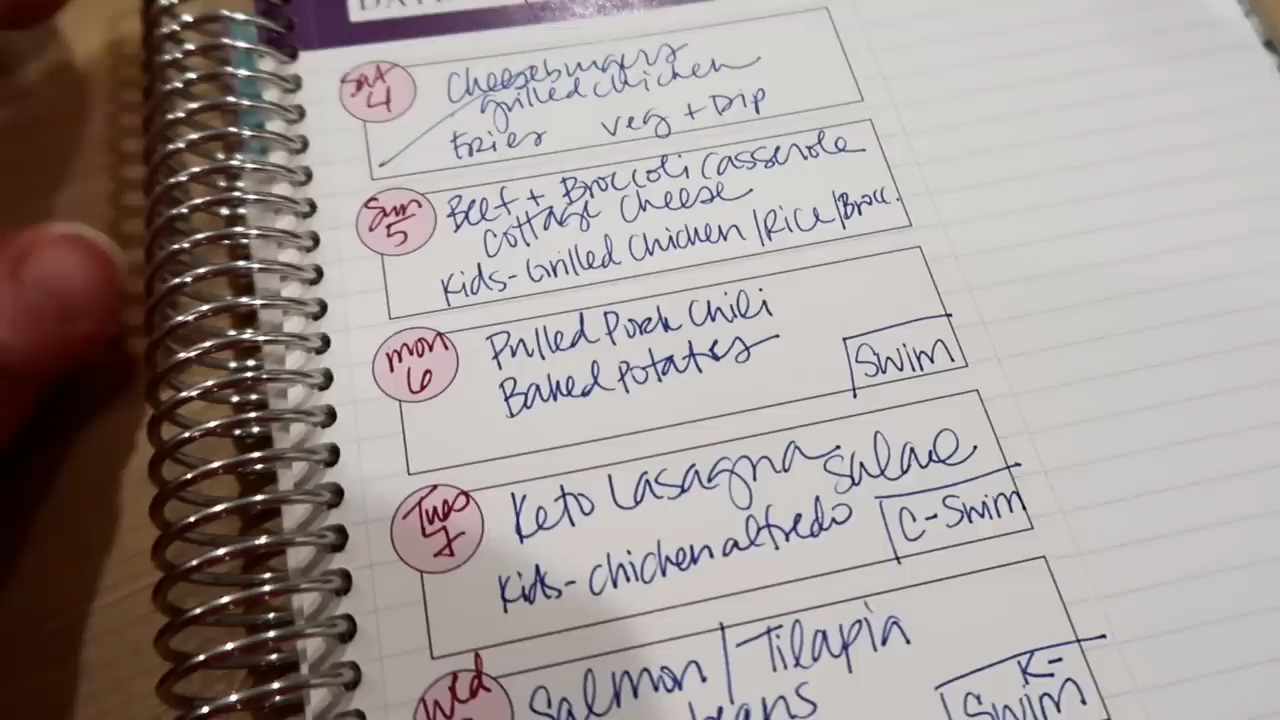 Sat
4
Cheeseburgers
grilled chicken
Fries veg + Dip
Sun
5
Beef + Broccoli Casserole
Cottage Cheese
Kids- Grilled Chicken /Rice/Brocc.
Mon
6
Pulled Pork Chili
Baked Potatoes
Swim
Tues
7
Keto Lasagna Salad
Kids- chicken alfredo
C-Swim
Wed
Salmon/Tilapia
beans
K-
Swim